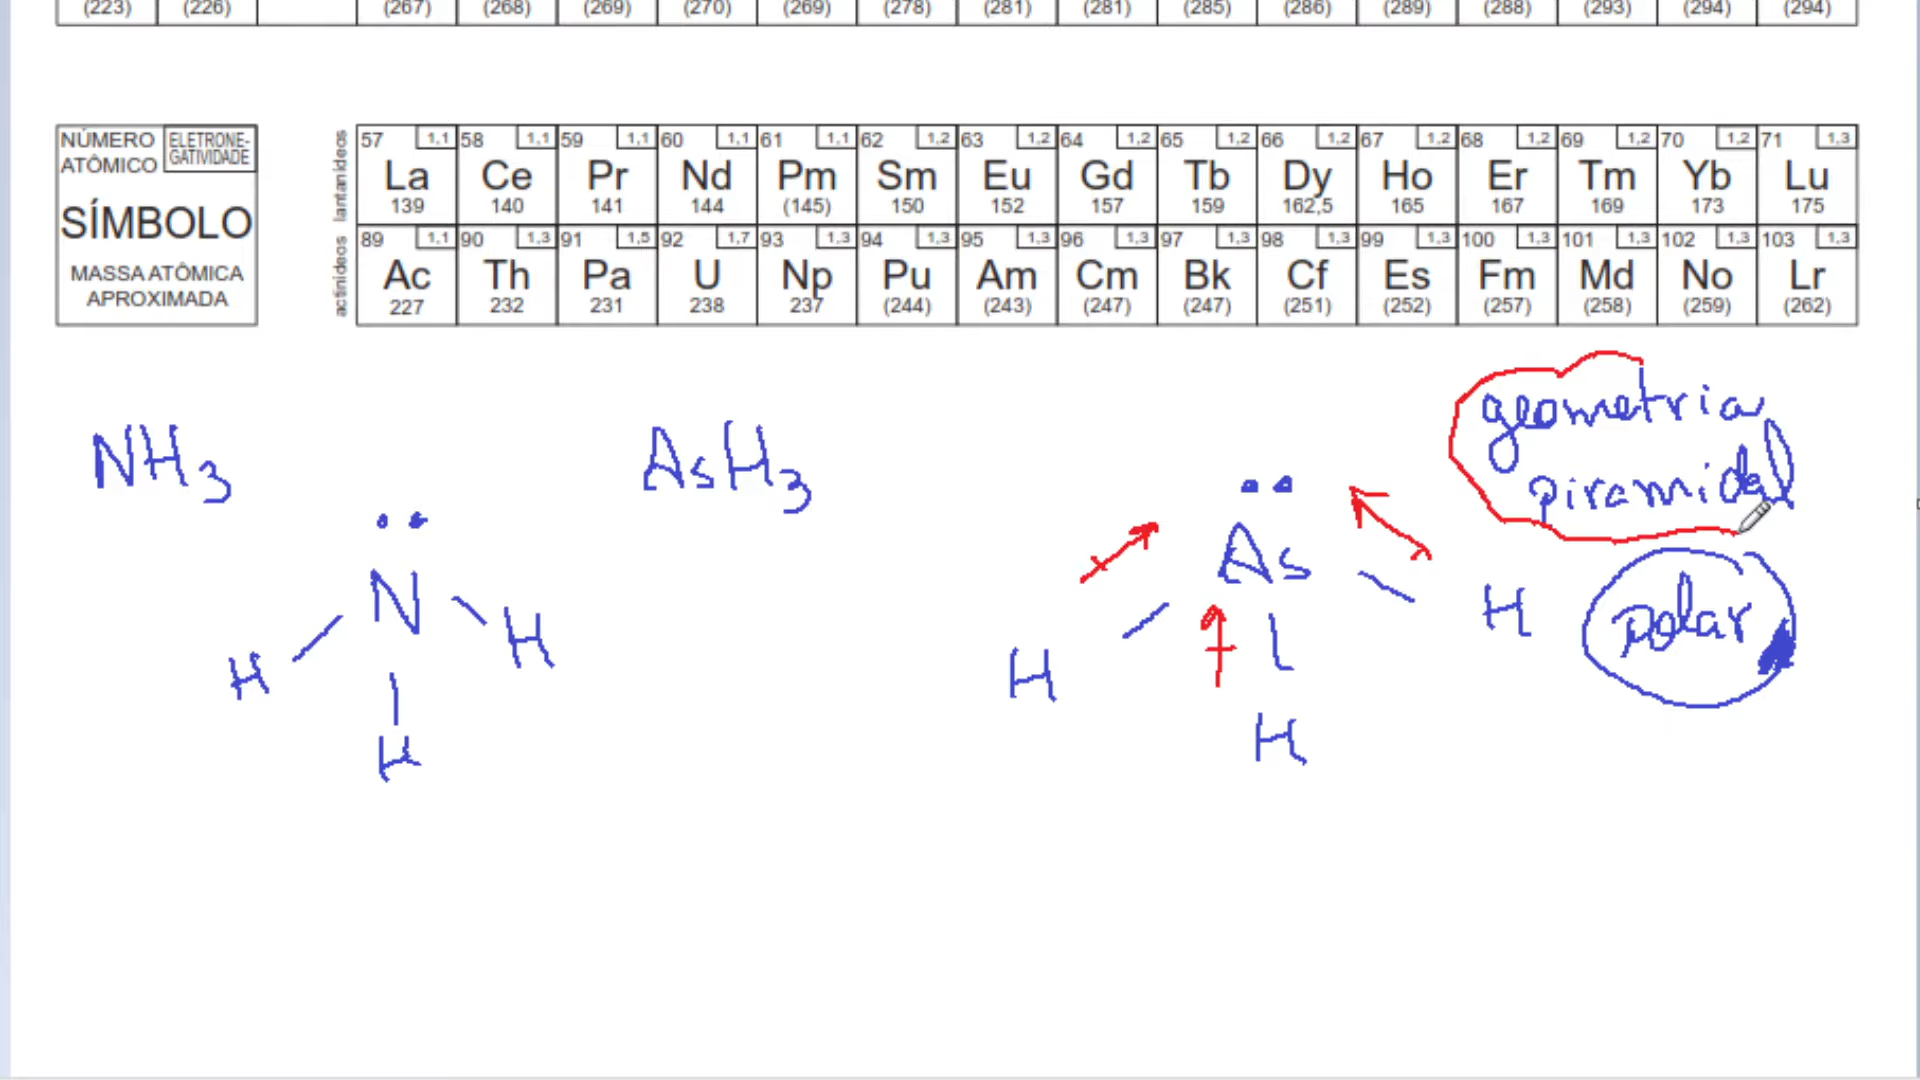 (223) (226) (267) (268) (269) (270) (269) (278) (281) (281) (285) (286) (289) (288) (293) (294) (294)
NÚMERO ATÔMICO
ELETRONE-
GATIVIDADE
SÍMBOLO
MASSA ATÔMICA
APROXIMADA
lantanídeos
57 1,1 58 1,1 59 1,1 60 1,1 61 1,1 62 1,2 63 1,2 64 1,2 65 1,2 66 1,2 67 1,2 68 1,2 69 1,2 70 1,2 71 1,3
La Ce Pr Nd Pm Sm Eu Gd Tb Dy Ho Er Tm Yb Lu
139 140 141 144 (145) 150 152 157 159 162,5 165 167 169 173 175
actinídeos
89 1,1 90 1,3 91 1,5 92 1,7 93 1,3 94 1,3 95 1,3 96 1,3 97 1,3 98 1,3 99 1,3 100 1,3 101 1,3 102 1,3 103 1,3
Ac Th Pa U Np Pu Am Cm Bk Cf Es Fm Md No Lr
227 232 231 238 237 (244) (243) (247) (247) (251) (252) (257) (258) (259) (262)
NH3
N
H H
H
AsH3
As
H H
H
geometria
piramidal
polar